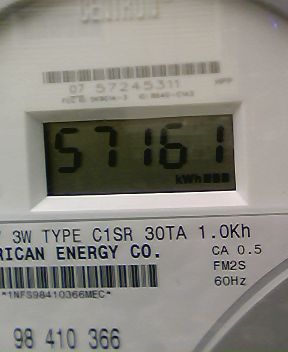 CENTRON
07 57245311
57161
kWh
3W TYPE C1SR 30TA 1.0Kh
RICAN ENERGY CO.
CA 0.5
FM2S
60Hz
*1NFS98410366MEC*
98 410 366